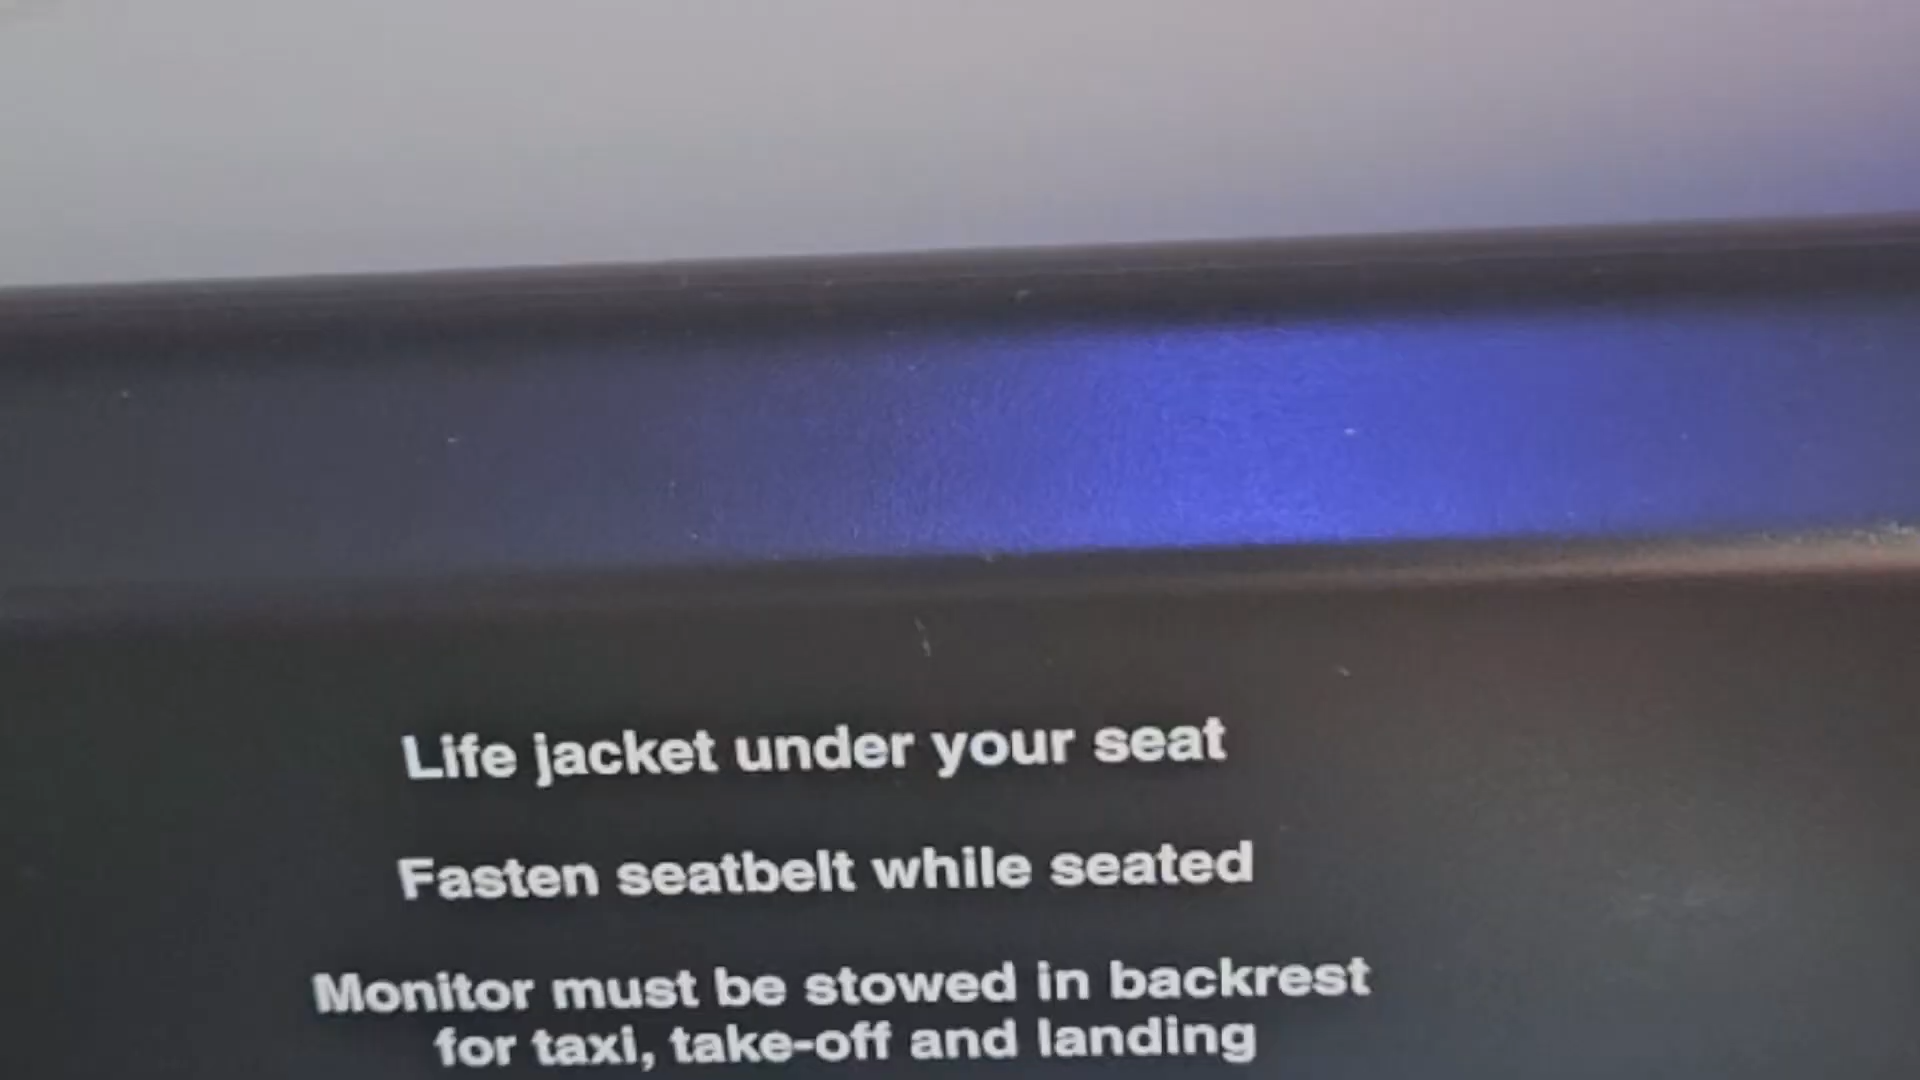 Life jacket under your seat
Fasten seatbelt while seated
Monitor must be stowed in backrest
for taxi, take-off and landing